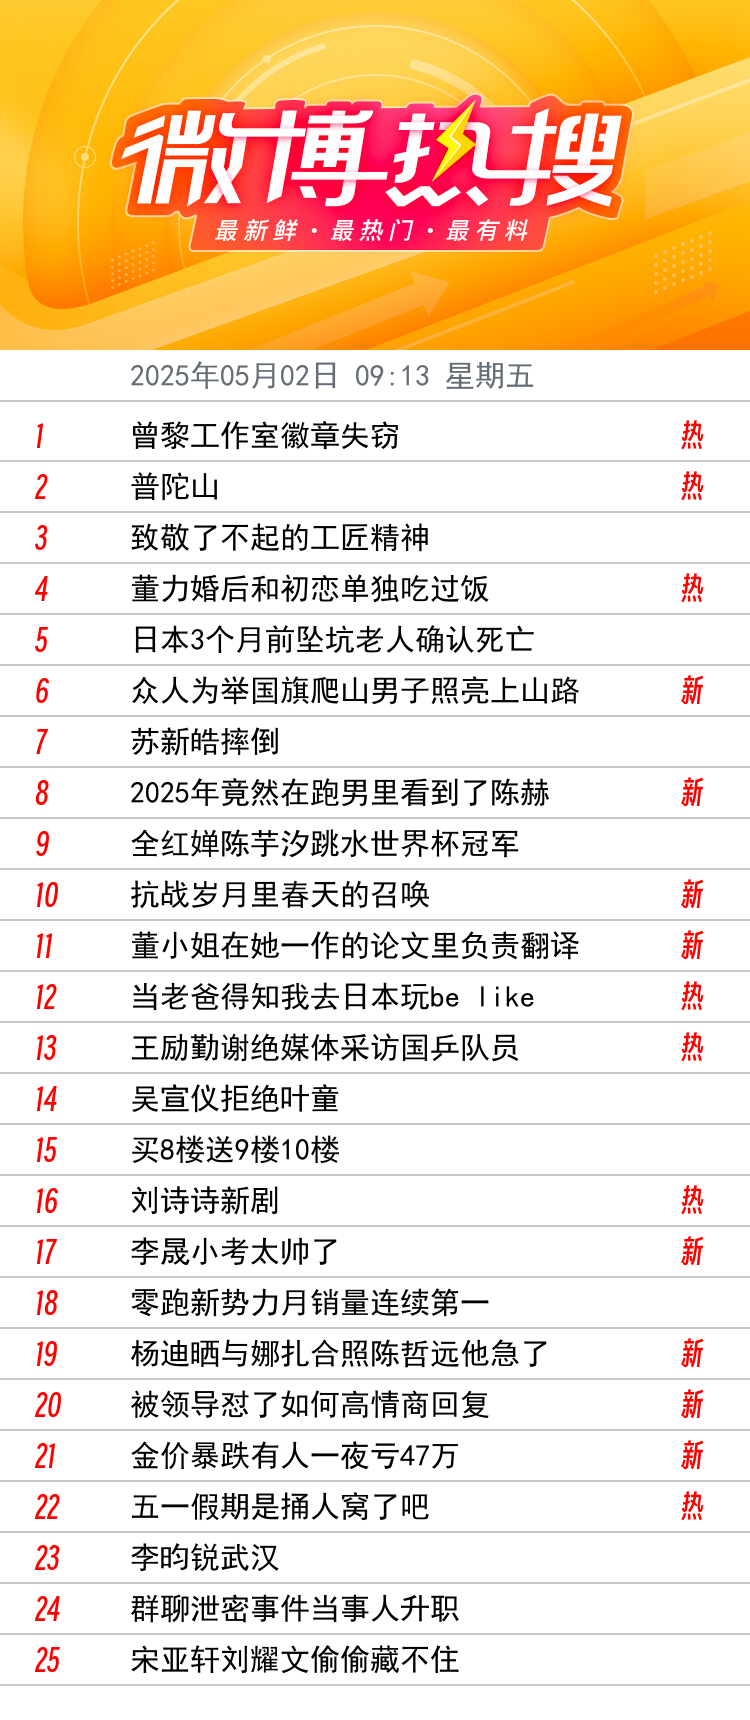 微博热搜
最新鲜·最热门·最有料
2025年05月02日 09:13 星期五
1 曾黎工作室徽章失窃 热
2 普陀山 热
3 致敬了不起的工匠精神
4 董力婚后和初恋单独吃过饭 热
5 日本3个月前坠坑老人确认死亡
6 众人为举国旗爬山男子照亮上山路 新
7 苏新皓摔倒
8 2025年竟然在跑男里看到了陈赫 新
9 全红婵陈芋汐跳水世界杯冠军
10 抗战岁月里春天的召唤 新
11 董小姐在她一作的论文里负责翻译 新
12 当老爸得知我去日本玩be like 热
13 王励勤谢绝媒体采访国乒队员 热
14 吴宣仪拒绝叶童
15 买8楼送9楼10楼
16 刘诗诗新剧 热
17 李晟小考太帅了 新
18 零跑新势力月销量连续第一
19 杨迪晒与娜扎合照陈哲远他急了 新
20 被领导怼了如何高情商回复 新
21 金价暴跌有人一夜亏47万 新
22 五一假期是捅人窝了吧 热
23 李昀锐武汉
24 群聊泄密事件当事人升职
25 宋亚轩刘耀文偷偷藏不住